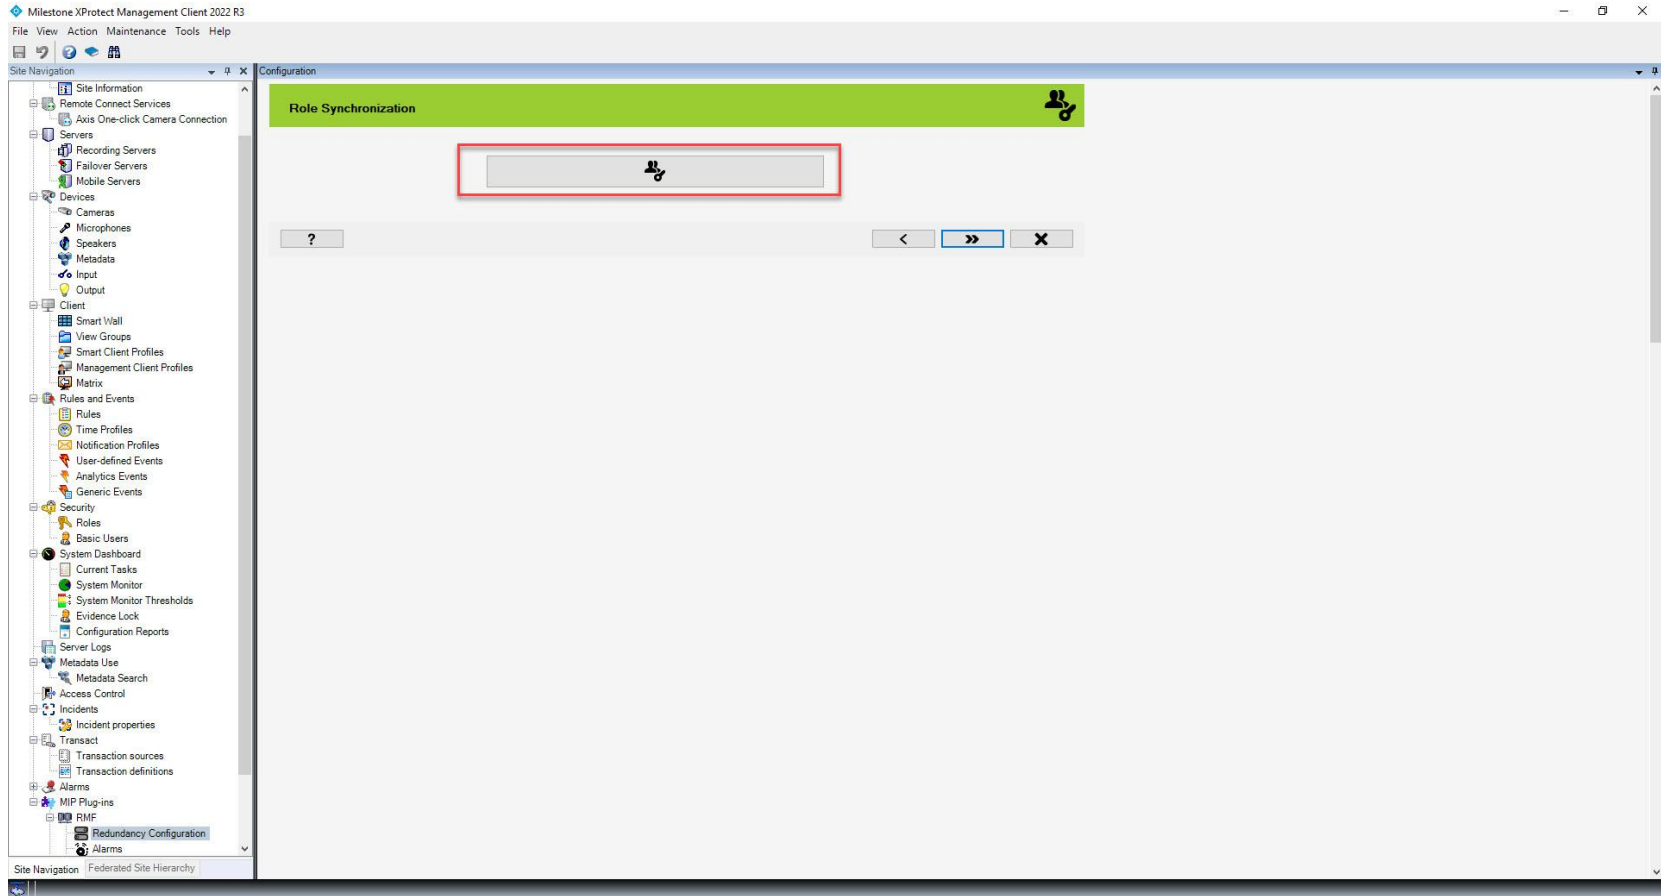 Milestone XProtect Management Client 2022 R3
File View Action Maintenance Tools Help
Site Navigation
Configuration
Site Information
Remote Connect Services
Axis One-click Camera Connection
Servers
Recording Servers
Failover Servers
Mobile Servers
Devices
Cameras
Microphones
Speakers
Metadata
Input
Output
Client
Smart Wall
View Groups
Smart Client Profiles
Management Client Profiles
Matrix
Rules and Events
Rules
Time Profiles
Notification Profiles
User-defined Events
Analytics Events
Generic Events
Security
Roles
Basic Users
System Dashboard
Current Tasks
System Monitor
System Monitor Thresholds
Evidence Lock
Configuration Reports
Server Logs
Metadata Use
Metadata Search
Access Control
Incidents
Incident properties
Transact
Transaction sources
Transaction definitions
Alarms
MIP Plug-ins
RMF
Redundancy Configuration
Alarms
Site Navigation Federated Site Hierarchy
Role Synchronization
? < >> X